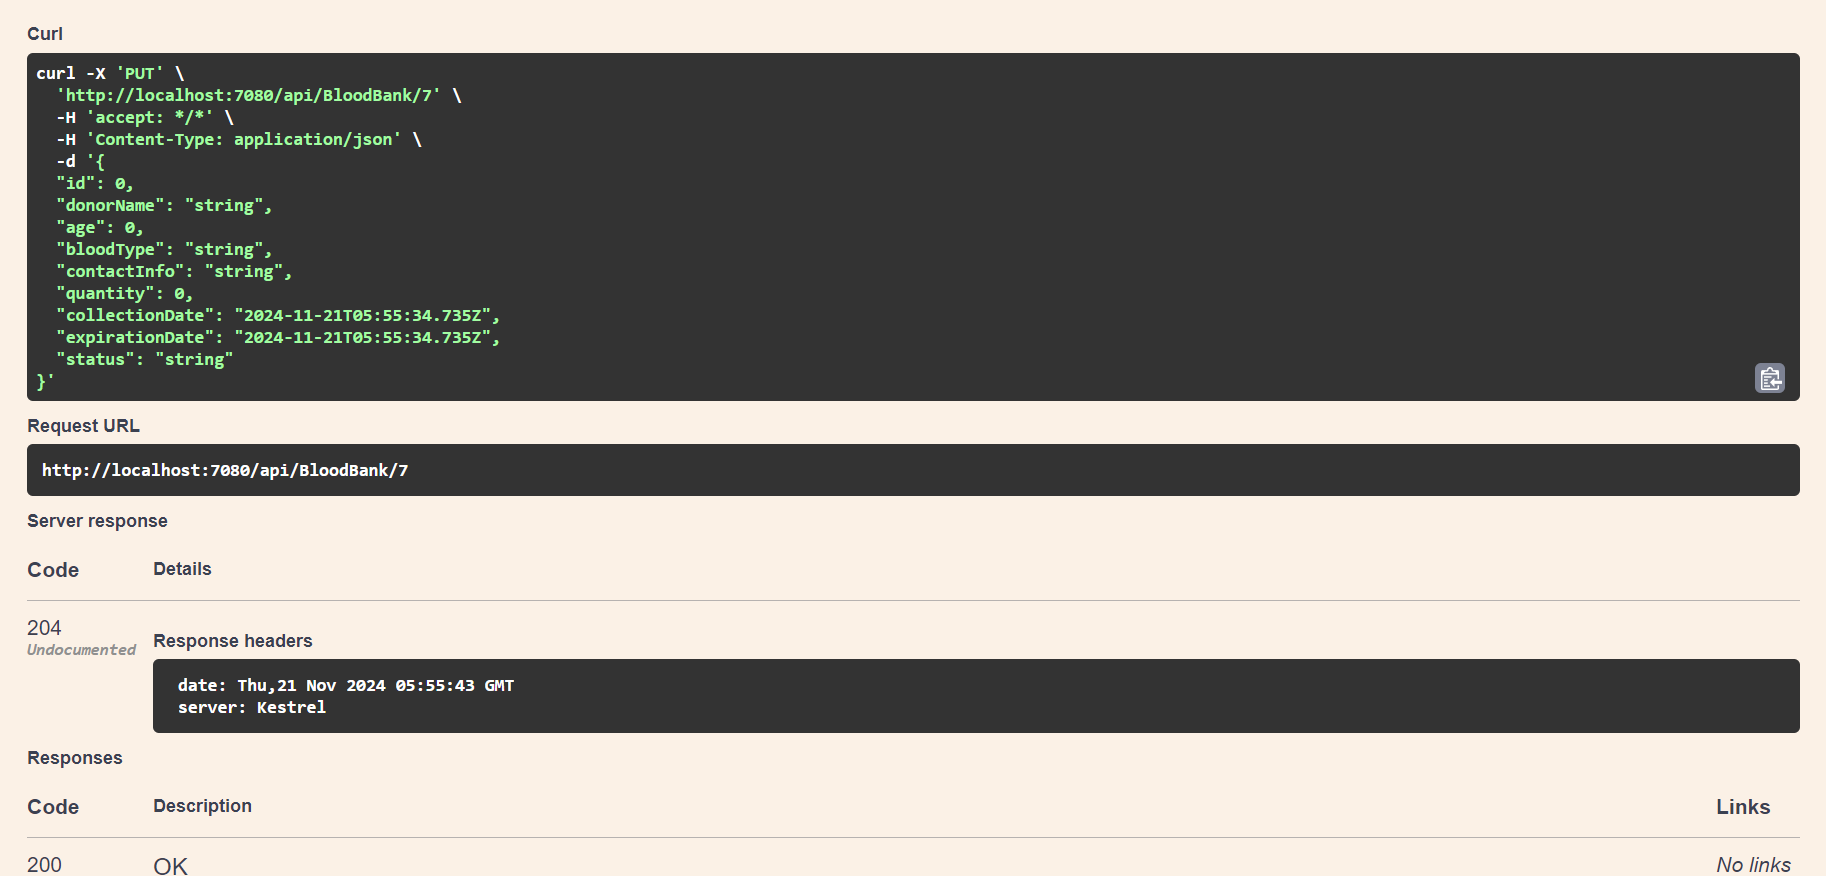 Curl
curl -X 'PUT' \
'http://localhost:7080/api/BloodBank/7' \
-H 'accept: */*' \
-H 'Content-Type: application/json' \
-d '{
"id": 0,
"donorName": "string",
"age": 0,
"bloodType": "string",
"contactInfo": "string",
"quantity": 0,
"collectionDate": "2024-11-21T05:55:34.735Z",
"expirationDate": "2024-11-21T05:55:34.735Z",
"status": "string"
}'
Request URL
http://localhost:7080/api/BloodBank/7
Server response
Code Details
204
Undocumented
Response headers
date: Thu,21 Nov 2024 05:55:43 GMT
server: Kestrel
Responses
Code Description Links
200 OK No links